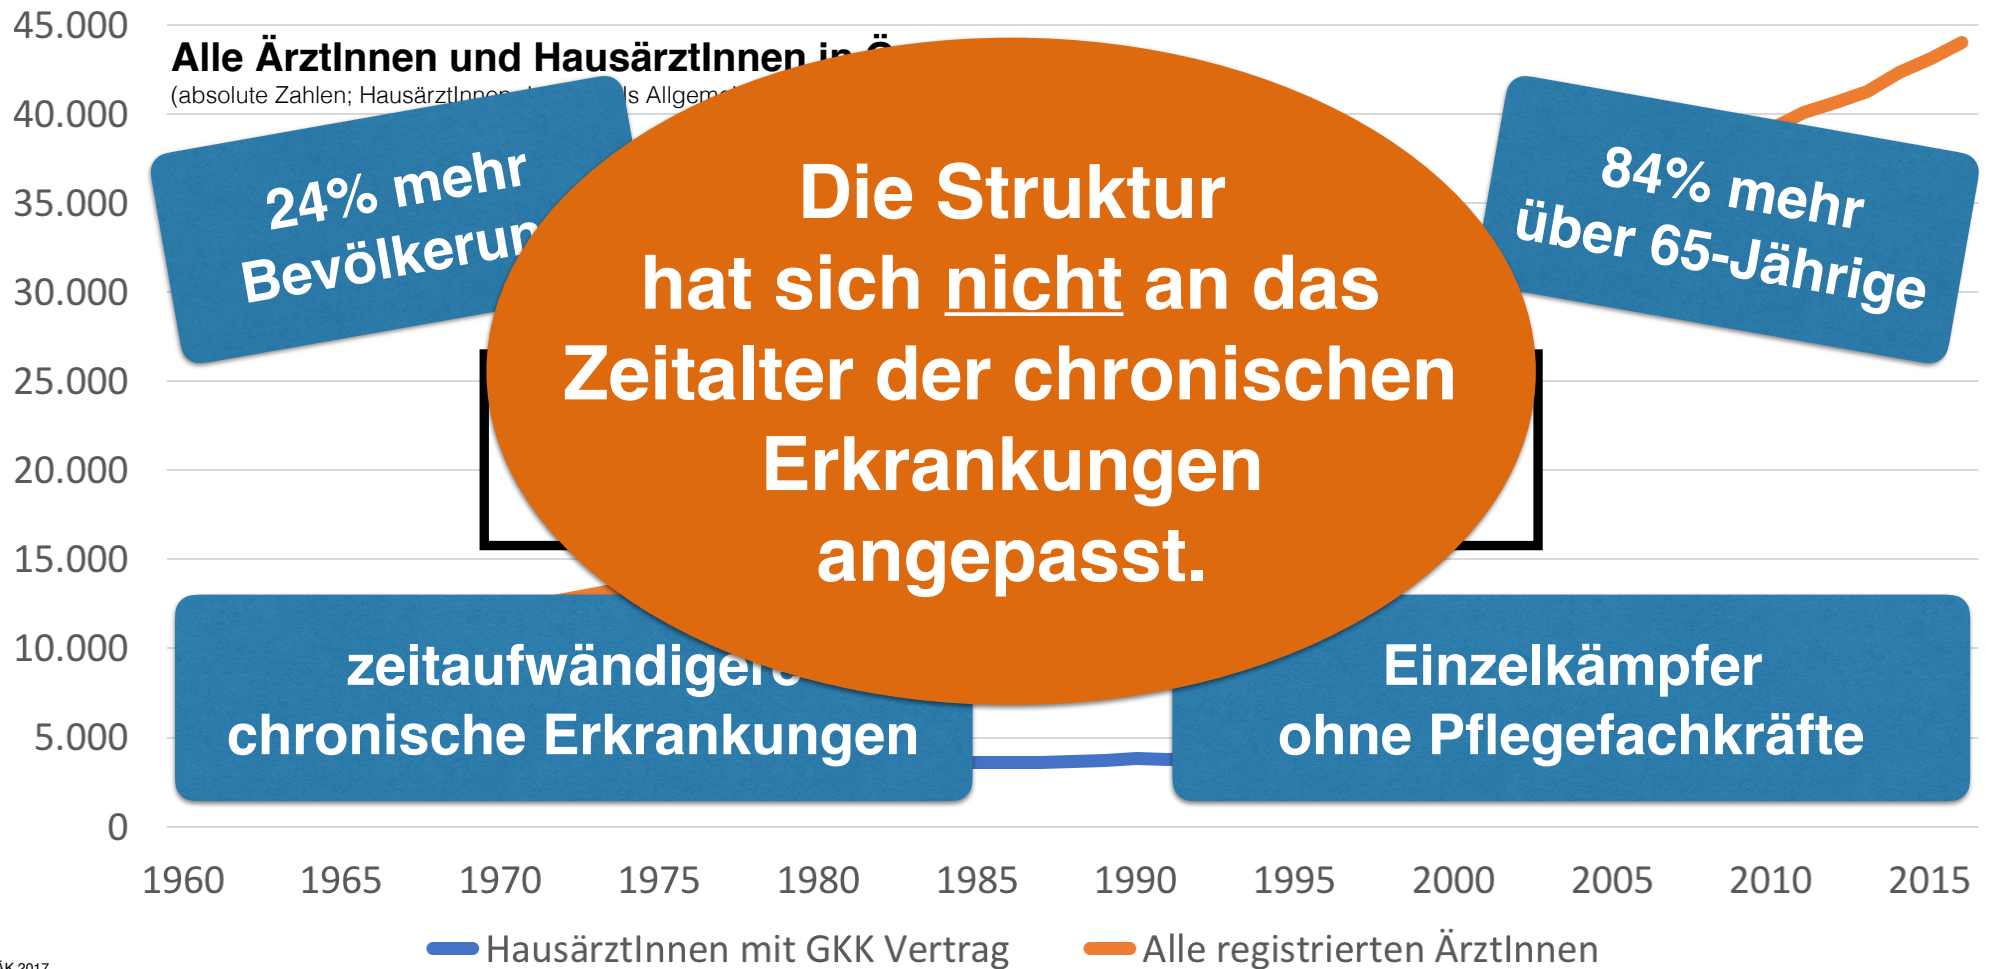 45.000
40.000
35.000
30.000
25.000
20.000
15.000
10.000
5.000
0
Alle ÄrztInnen und HausärztInnen in
(absolute Zahlen; HausärztInnen
24% mehr
84% mehr
über 65-Jährige
Die Struktur
hat sich nicht an das
Zeitalter der chronischen
Erkrankungen
angepasst.
chronische Erkrankungen
Einzelkämpfer
ohne Pflegefachkräfte
1960 1965 1970 1975 1980 1985 1990 1995 2000 2005 2010 2015
HausärztInnen mit GKK Vertrag Alle registrierten ÄrztInnen
2017